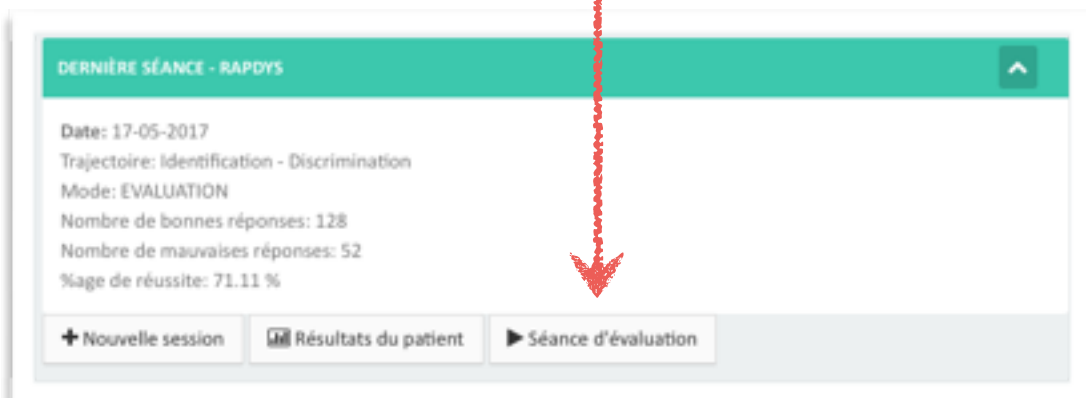 DERNIÈRE SÉANCE - RAPDYS
Date: 17-05-2017
Trajectoire: Identification - Discrimination
Mode: EVALUATION
Nombre de bonnes réponses: 128
Nombre de mauvaises réponses: 52
%age de réussite: 71.11 %
Nouvelle session
Résultats du patient
Séance d'évaluation